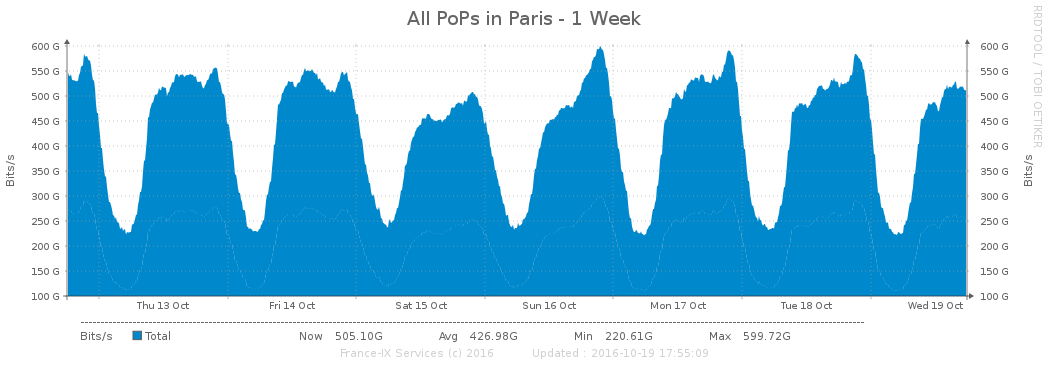 All PoPs in Paris - 1 Week
RRDTOOL / TOBI OETIKER
600 G 600 G
550 G 550 G
500 G 500 G
450 G 450 G
400 G 400 G
350 G 350 G
300 G 300 G
250 G 250 G
200 G 200 G
150 G 150 G
100 G 100 G
Bits/s
Bits/s
Thu 13 Oct Fri 14 Oct Sat 15 Oct Sun 16 Oct Mon 17 Oct Tue 18 Oct Wed 19 Oct
Bits/s Total Now 505.10G Avg 426.98G Min 220.61G Max 599.72G
France-IX Services (c) 2016 Updated : 2016-10-19 17:55:09